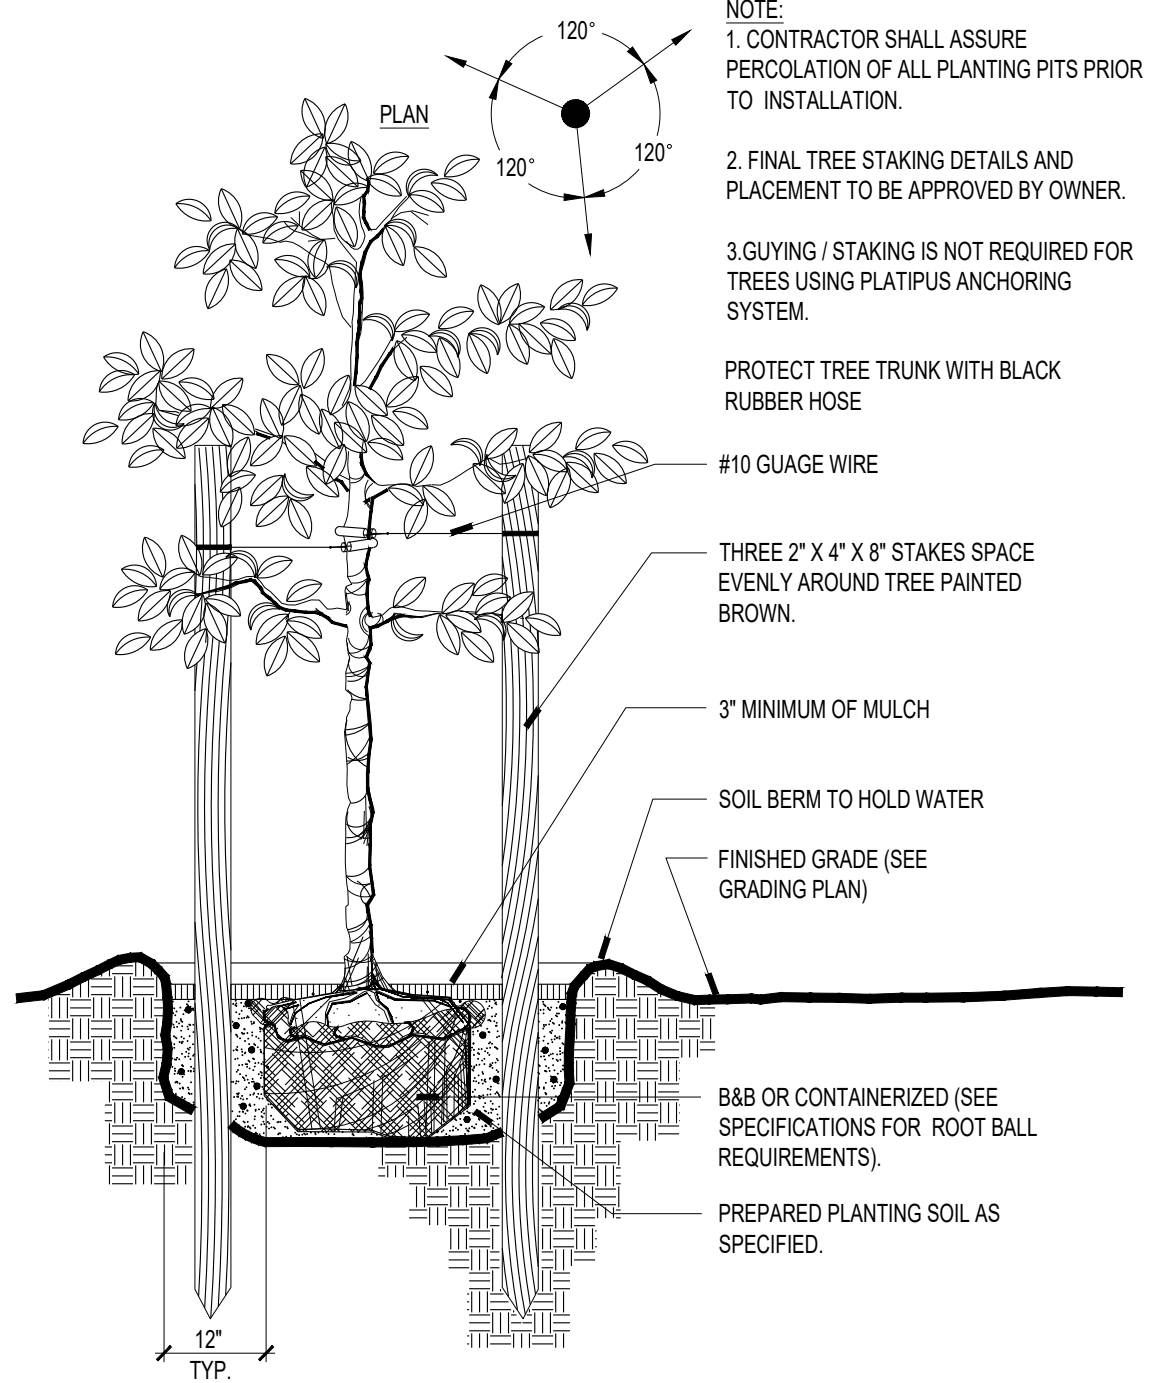 120°
PLAN
120°
120°
NOTE:
1. CONTRACTOR SHALL ASSURE
PERCOLATION OF ALL PLANTING PITS PRIOR
TO INSTALLATION.
2. FINAL TREE STAKING DETAILS AND
PLACEMENT TO BE APPROVED BY OWNER.
3.GUYING / STAKING IS NOT REQUIRED FOR
TREES USING PLATIPUS ANCHORING
SYSTEM.
PROTECT TREE TRUNK WITH BLACK
RUBBER HOSE
#10 GUAGE WIRE
THREE 2" X 4" X 8" STAKES SPACE
EVENLY AROUND TREE PAINTED
BROWN.
3" MINIMUM OF MULCH
SOIL BERM TO HOLD WATER
FINISHED GRADE (SEE
GRADING PLAN)
B&B OR CONTAINERIZED (SEE
SPECIFICATIONS FOR ROOT BALL
REQUIREMENTS).
PREPARED PLANTING SOIL AS
SPECIFIED.
12"
TYP.